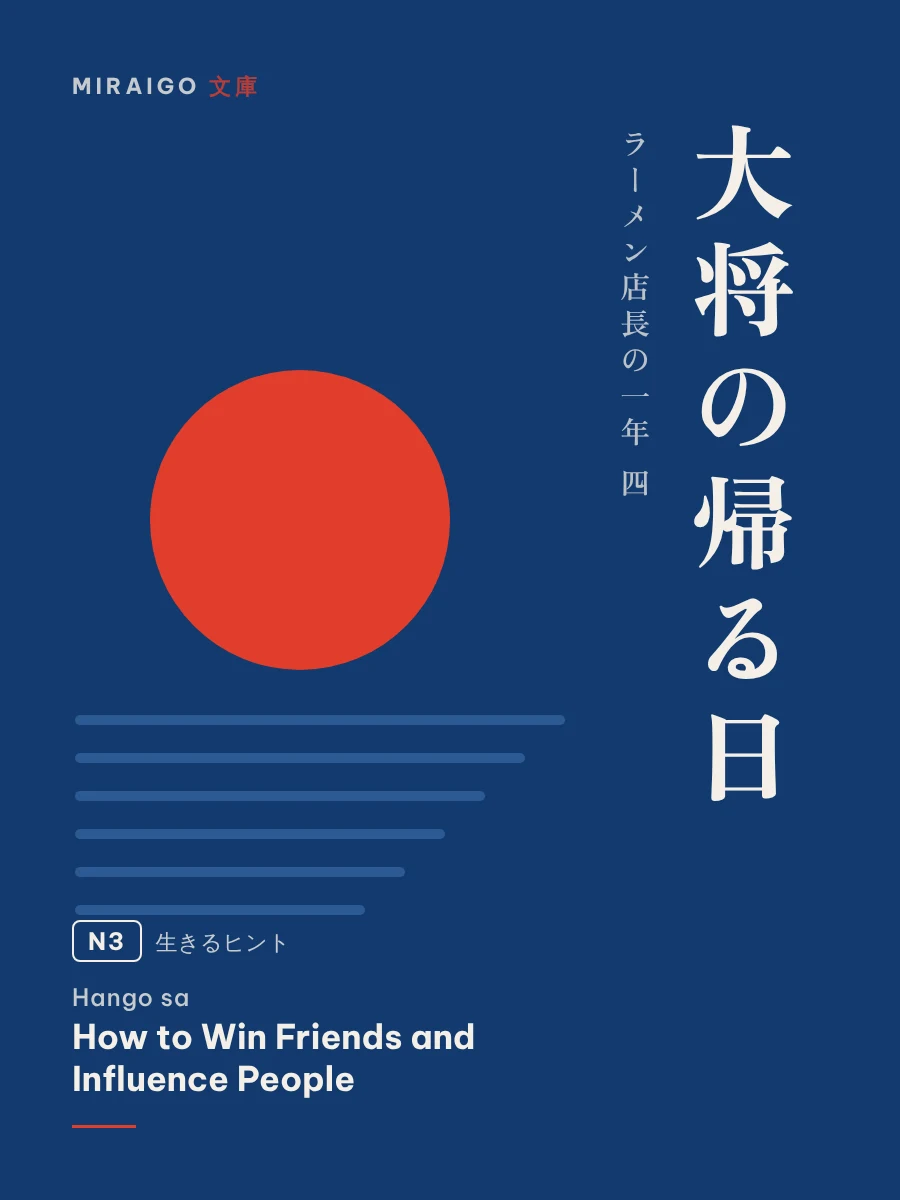 MIRAIGO 文庫
大将の帰る日
ラーメン店長の一年 四
N3 生きるヒント
Hango sa
How to Win Friends and
Influence People